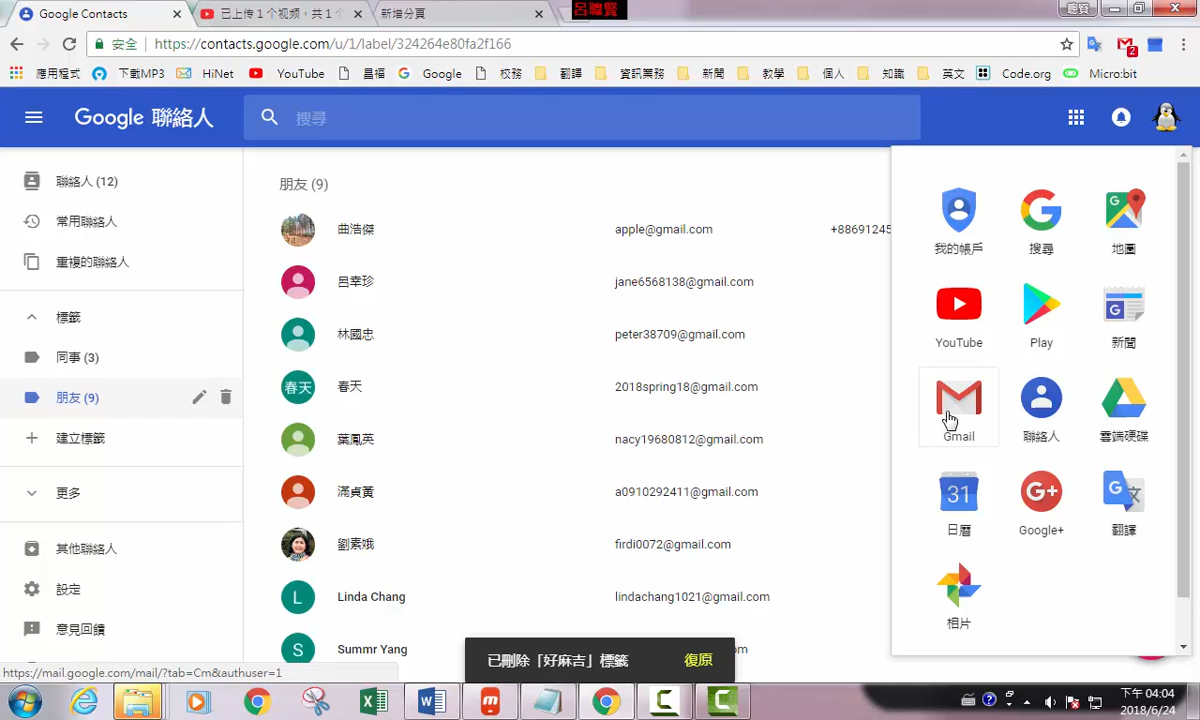 Google Contacts
已上传 1 个视频，共 1 个
新增分頁
呂聰賢
聰賢
安全
https://contacts.google.com/u/1/label/324264e80fa2f166
2
應用程式
下載MP3
HiNet
YouTube
昌福
Google
校務
翻譯
資訊業務
新聞
教學
個人
知識
英文
Code.org
Micro:bit
Google 聯絡人
搜尋
聯絡人 (12)
常用聯絡人
重複的聯絡人
標籤
同事 (3)
朋友 (9)
建立標籤
更多
其他聯絡人
設定
意見回饋
朋友 (9)
曲浩傑
apple@gmail.com
+88691245
呂幸珍
jane6568138@gmail.com
林國忠
peter38709@gmail.com
春天
春天
2018spring18@gmail.com
葉鳳英
nacy19680812@gmail.com
滿貞黃
a0910292411@gmail.com
劉素娥
firdi0072@gmail.com
L
Linda Chang
lindachang1021@gmail.com
S
Summr Yang
gmail.com
我的帳戶
搜尋
地圖
YouTube
Play
新聞
Gmail
聯絡人
雲端硬碟
31
日曆
G+
Google+
翻譯
相片
已刪除「好麻吉」標籤
復原
https://mail.google.com/mail/?tab=Cm&authuser=1
下午 04:04
2018/6/24